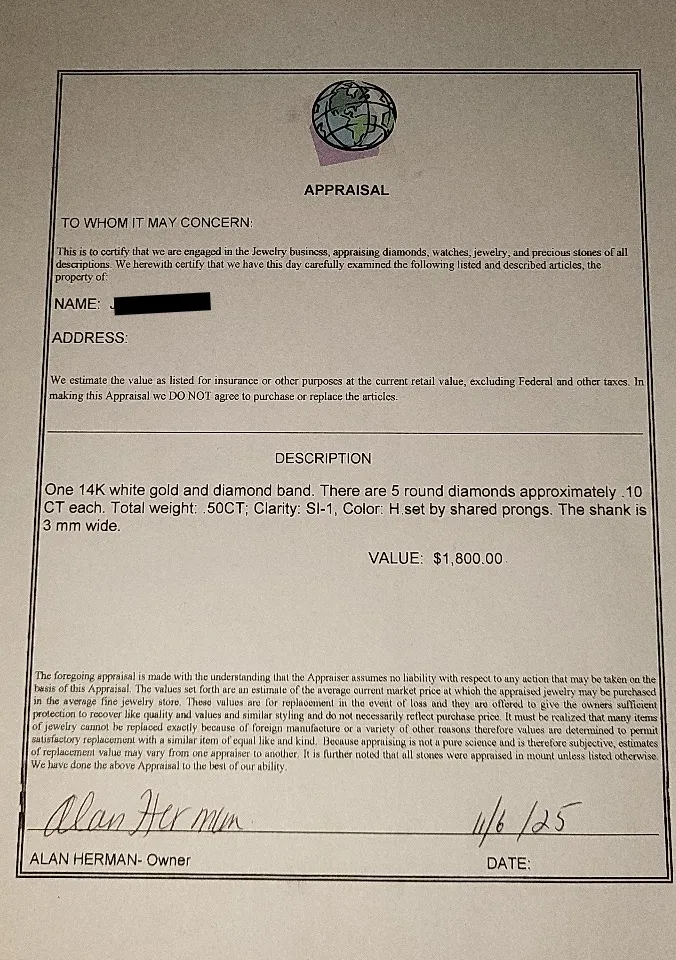 APPRAISAL
TO WHOM IT MAY CONCERN:
This is to certify that we are engaged in the Jewelry business, appraising diamonds, watches, jewelry, and precious stones of all
descriptions. We herewith certify that we have this day carefully examined the following listed and described articles, the
property of:
NAME:
ADDRESS:
We estimate the value as listed for insurance or other purposes at the current retail value, excluding Federal and other taxes. In
making this Appraisal we DO NOT agree to purchase or replace the articles.
DESCRIPTION
One 14K white gold and diamond band. There are 5 round diamonds approximately .10
CT each. Total weight: .50CT; Clarity: SI-1, Color: H set by shared prongs. The shank is
3 mm wide.
VALUE: $1,800.00
The foregoing appraisal is made with the understanding that the Appraiser assumes no liability with respect to any action that may be taken on the
basis of this Appraisal. The values set forth are an estimate of the average current market price at which the appraised jewelry may be purchased
in the average fine jewelry store. These values are for replacement in the event of loss and they are offered to give the owners sufficient
protection to recover like quality and values and similar styling and do not necessarily reflect purchase price. It must be realized that many items
of jewelry cannot be replaced exactly because of foreign manufacture or a variety of other reasons therefore values are determined to permit
satisfactory replacement with a similar item of equal like and kind. Because appraising is not a pure science and is therefore subjective, estimates
of replacement value may vary from one appraiser to another. It is further noted that all stones were appraised in mount unless listed otherwise.
We have done the above Appraisal to the best of our ability.
Alan Herman 11/6/25
ALAN HERMAN- Owner DATE: